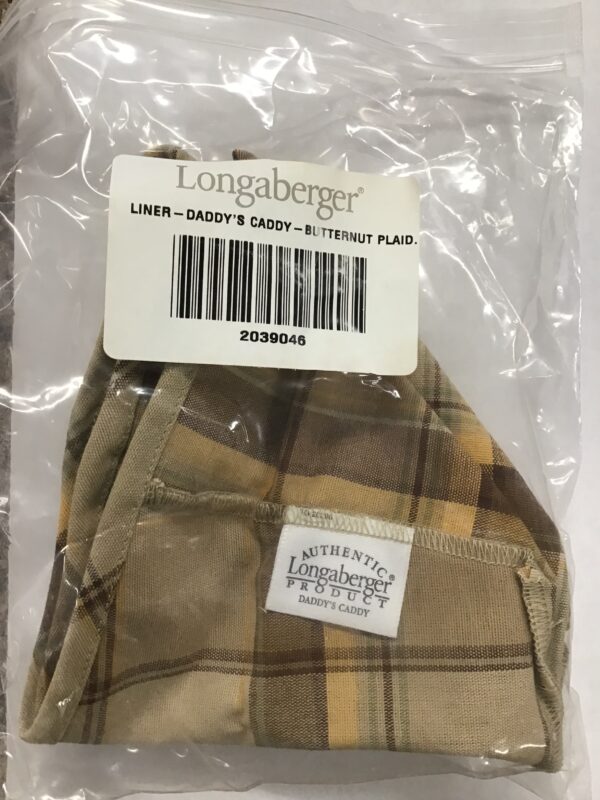 Longaberger®
LINER – DADDY'S CADDY – BUTTERNUT PLAID.
2039046
AUTHENTIC
Longaberger®
PRODUCT
DADDY'S CADDY